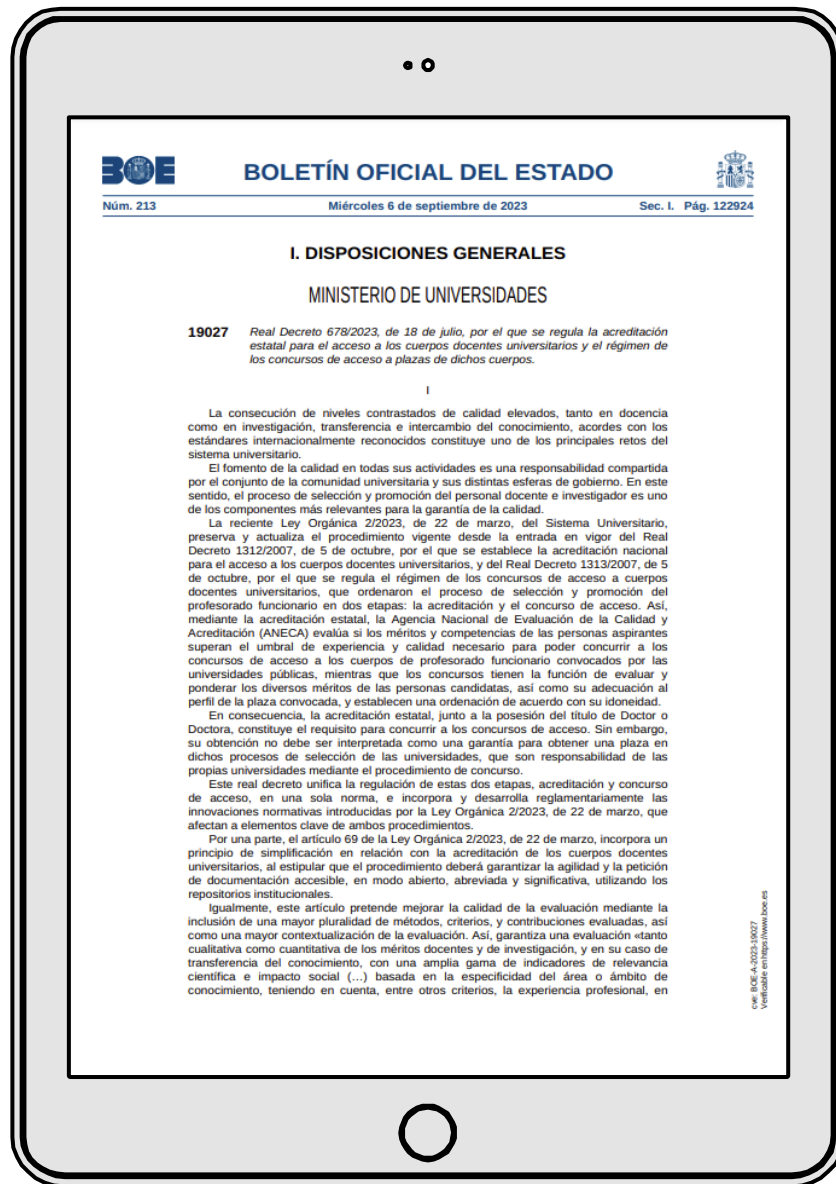 BOE
BOLETÍN OFICIAL DEL ESTADO
Núm. 213
Miércoles 6 de septiembre de 2023
Sec. I. Pág. 122924
I. DISPOSICIONES GENERALES
MINISTERIO DE UNIVERSIDADES
19027 Real Decreto 678/2023, de 18 de julio, por el que se regula la acreditación
estatal para el acceso a los cuerpos docentes universitarios y el régimen de
los concursos de acceso a plazas de dichos cuerpos.
I
La consecución de niveles contrastados de calidad elevados, tanto en docencia
como en investigación, transferencia e intercambio del conocimiento, acordes con los
estándares internacionalmente reconocidos constituye uno de los principales retos del
sistema universitario.
El fomento de la calidad en todas sus actividades es una responsabilidad compartida
por el conjunto de la comunidad universitaria y sus distintas esferas de gobierno. En este
sentido, el proceso de selección y promoción del personal docente e investigador es uno
de los componentes más relevantes para la garantía de la calidad.
La reciente Ley Orgánica 2/2023, de 22 de marzo, del Sistema Universitario,
preserva y actualiza el procedimiento vigente desde la entrada en vigor del Real
Decreto 1312/2007, de 5 de octubre, por el que se establece la acreditación nacional
para el acceso a los cuerpos docentes universitarios, y del Real Decreto 1313/2007, de 5
de octubre, por el que se regula el régimen de los concursos de acceso a cuerpos
docentes universitarios, que ordenaron el proceso de selección y promoción del
profesorado funcionario en dos etapas: la acreditación y el concurso de acceso. Así,
mediante la acreditación estatal, la Agencia Nacional de Evaluación de la Calidad y
Acreditación (ANECA) evalúa si los méritos y competencias de las personas aspirantes
superan el umbral de experiencia y calidad necesario para poder concurrir a los
concursos de acceso a los cuerpos de profesorado funcionario convocados por las
universidades públicas, mientras que los concursos tienen la función de evaluar y
ponderar los diversos méritos de las personas candidatas, así como su adecuación al
perfil de la plaza convocada, y establecen una ordenación de acuerdo con su idoneidad.
En consecuencia, la acreditación estatal, junto a la posesión del título de Doctor o
Doctora, constituye el requisito para concurrir a los concursos de acceso. Sin embargo,
su obtención no debe ser interpretada como una garantía para obtener una plaza en
dichos procesos de selección de las universidades, que son responsabilidad de las
propias universidades mediante el procedimiento de concurso.
Este real decreto unifica la regulación de estas dos etapas, acreditación y concurso
de acceso, en una sola norma, e incorpora y desarrolla reglamentariamente las
innovaciones normativas introducidas por la Ley Orgánica 2/2023, de 22 de marzo, que
afectan a elementos clave de ambos procedimientos.
Por una parte, el artículo 69 de la Ley Orgánica 2/2023, de 22 de marzo, incorpora un
principio de simplificación en relación con la acreditación de los cuerpos docentes
universitarios, al estipular que el procedimiento deberá garantizar la agilidad y la petición
de documentación accesible, en modo abierto, abreviada y significativa, utilizando los
repositorios institucionales.
Igualmente, este artículo pretende mejorar la calidad de la evaluación mediante la
inclusión de una mayor pluralidad de métodos, criterios, y contribuciones evaluadas, así
como una mayor contextualización de la evaluación. Así, garantiza una evaluación «tanto
cualitativa como cuantitativa de los méritos docentes y de investigación, y en su caso de
transferencia del conocimiento, con una amplia gama de indicadores de relevancia
científica e impacto social (…) basada en la especificidad del área o ámbito de
conocimiento, teniendo en cuenta, entre otros criterios, la experiencia profesional, en
cve: BOE-A-2023-19027
Verificable en https://www.boe.es